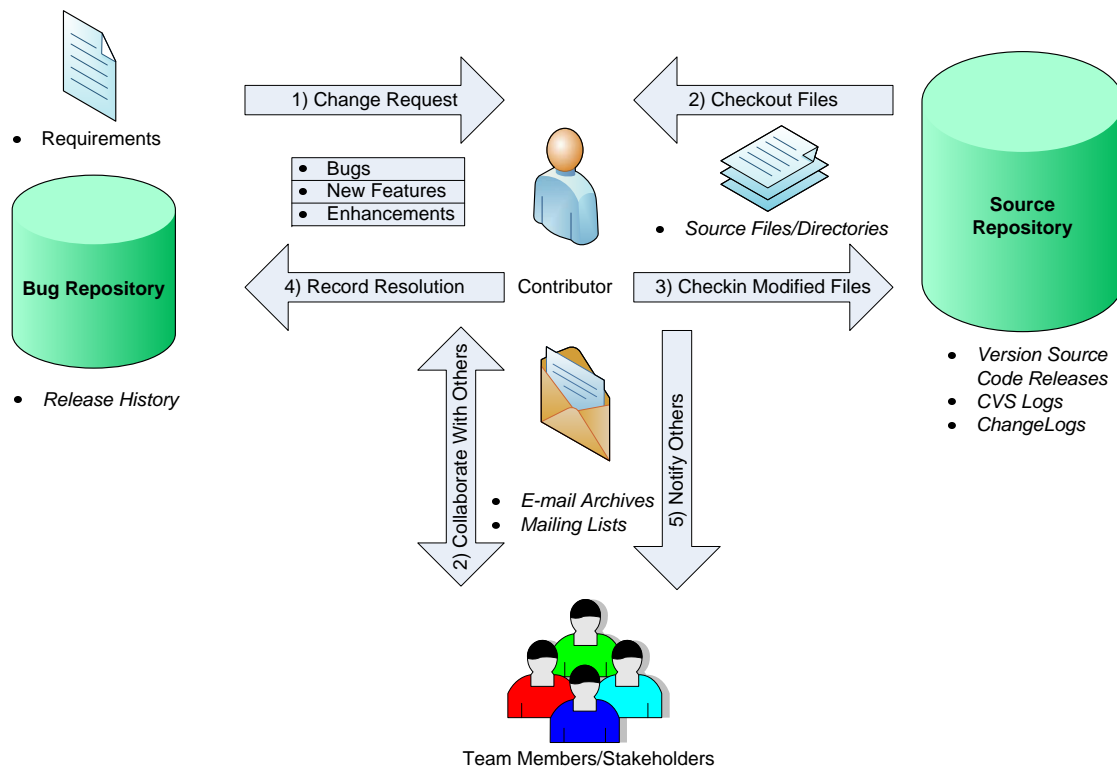 1) Change Request
2) Checkout Files
• Requirements
• Bugs
• New Features
• Enhancements
• Source Files/Directories
Source
Repository
Bug Repository
4) Record Resolution
Contributor
3) Checkin Modified Files
• Release History
• Version Source
Code Releases
• CVS Logs
• ChangeLogs
2) Collaborate With Others
• E-mail Archives
• Mailing Lists
5) Notify Others
Team Members/Stakeholders